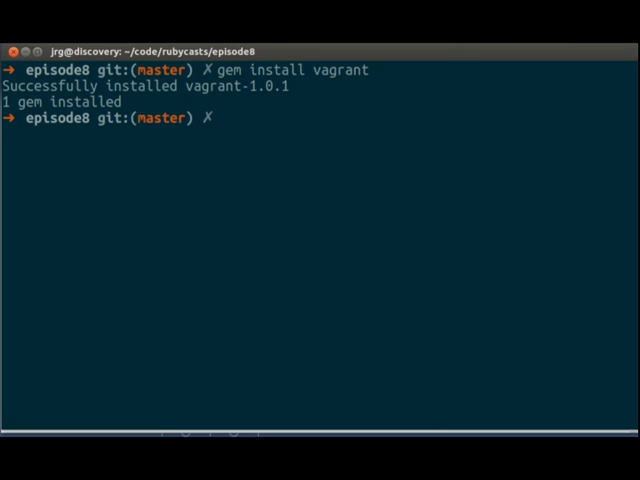 jrg@discovery: ~/code/rubycasts/episode8
➜ episode8 git:(master) ✗ gem install vagrant
Successfully installed vagrant-1.0.1
1 gem installed
➜ episode8 git:(master) ✗